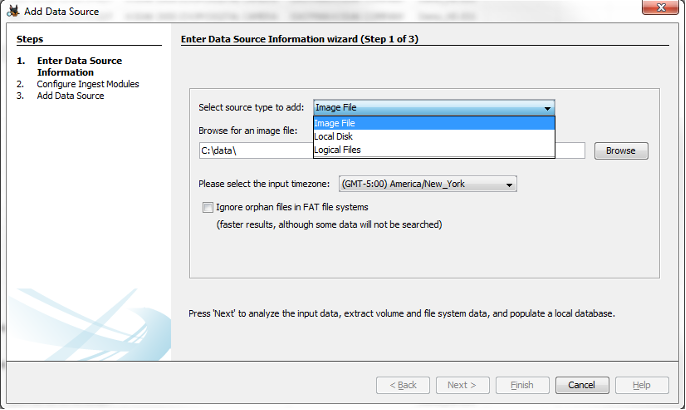 Add Data Source
Steps
1. Enter Data Source
Information
2. Configure Ingest Modules
3. Add Data Source
Enter Data Source Information wizard (Step 1 of 3)
Select source type to add: Image File
Image File
Local Disk
Logical Files
Browse for an image file:
C:\data\ Browse
Please select the input timezone: (GMT-5:00) America/New_York
Ignore orphan files in FAT file systems
(faster results, although some data will not be searched)
Press 'Next' to analyze the input data, extract volume and file system data, and populate a local database.
< Back Next > Finish Cancel Help